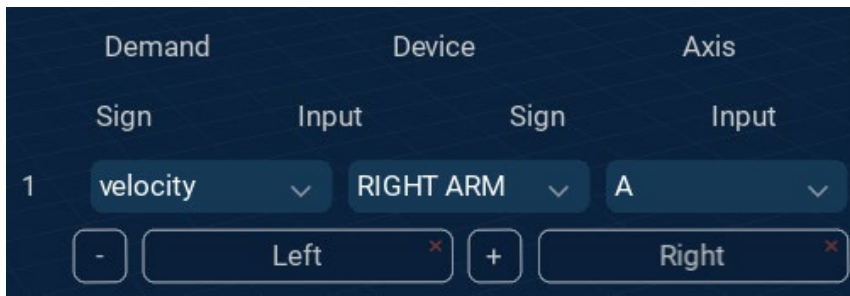 Demand Device Axis
Sign Input Sign Input
1 velocity RIGHT ARM A
- Left × + Right ×